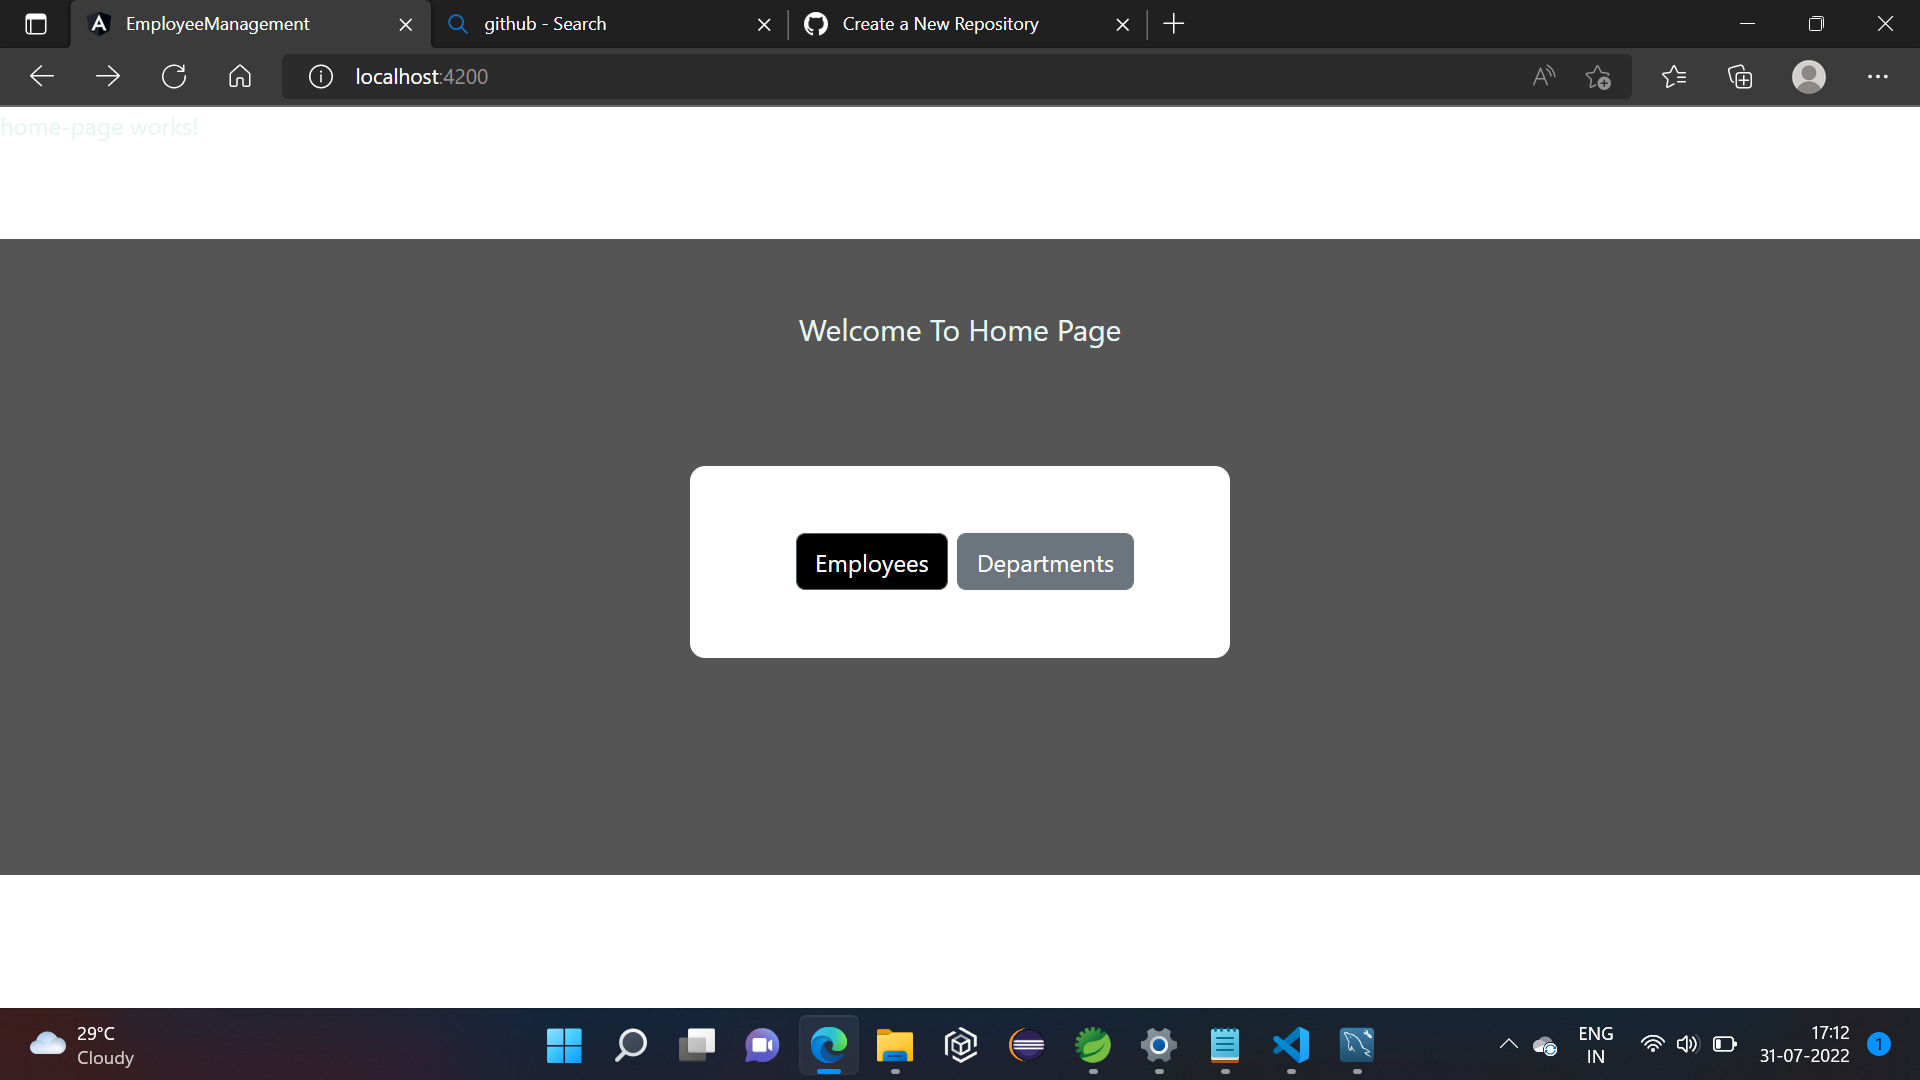 EmployeeManagement
github - Search
Create a New Repository
localhost:4200
home-page works!
Welcome To Home Page
Employees
Departments
29°C
Cloudy
ENG
IN
17:12
31-07-2022
1